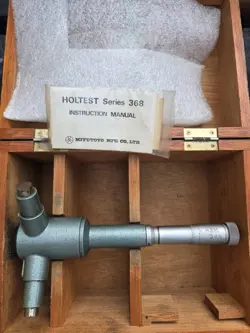 HOLTEST Series 368
INSTRUCTION MANUAL
MITUTOYO MFG. CO., LTD.